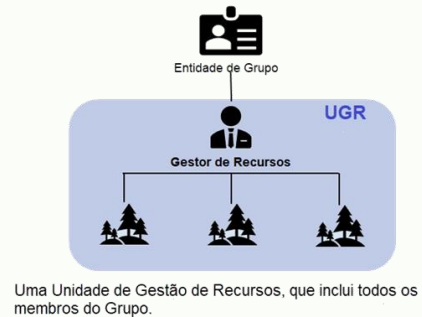 Entidade de Grupo
UGR
Gestor de Recursos
Uma Unidade de Gestão de Recursos, que inclui todos os
membros do Grupo.